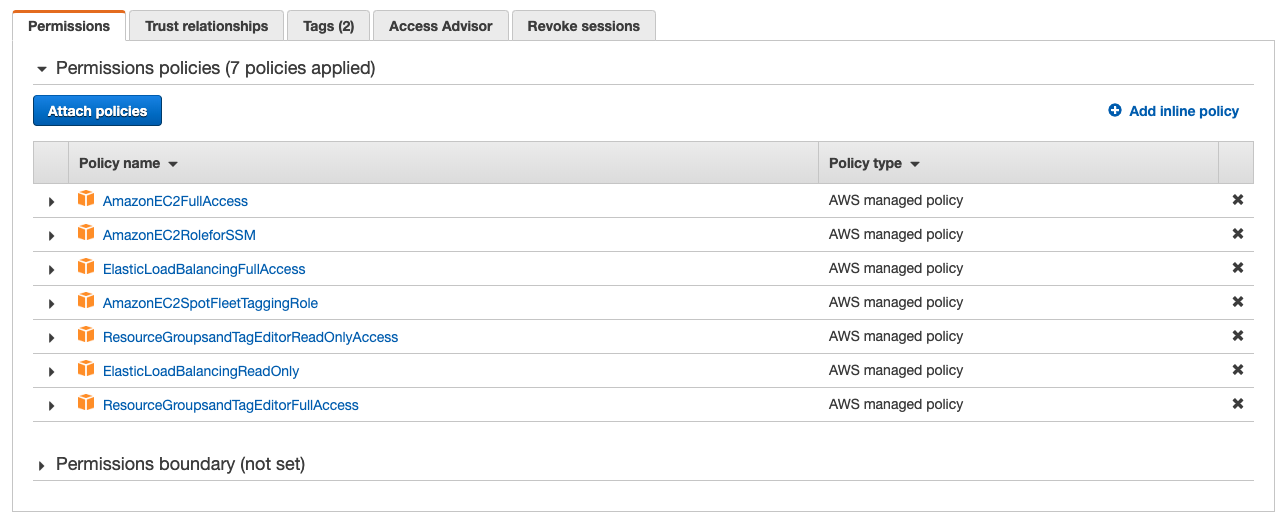 Permissions Trust relationships Tags (2) Access Advisor Revoke sessions
Permissions policies (7 policies applied)
Attach policies Add inline policy
Policy name Policy type
AmazonEC2FullAccess AWS managed policy
AmazonEC2RoleforSSM AWS managed policy
ElasticLoadBalancingFullAccess AWS managed policy
AmazonEC2SpotFleetTaggingRole AWS managed policy
ResourceGroupsandTagEditorReadOnlyAccess AWS managed policy
ElasticLoadBalancingReadOnly AWS managed policy
ResourceGroupsandTagEditorFullAccess AWS managed policy
Permissions boundary (not set)